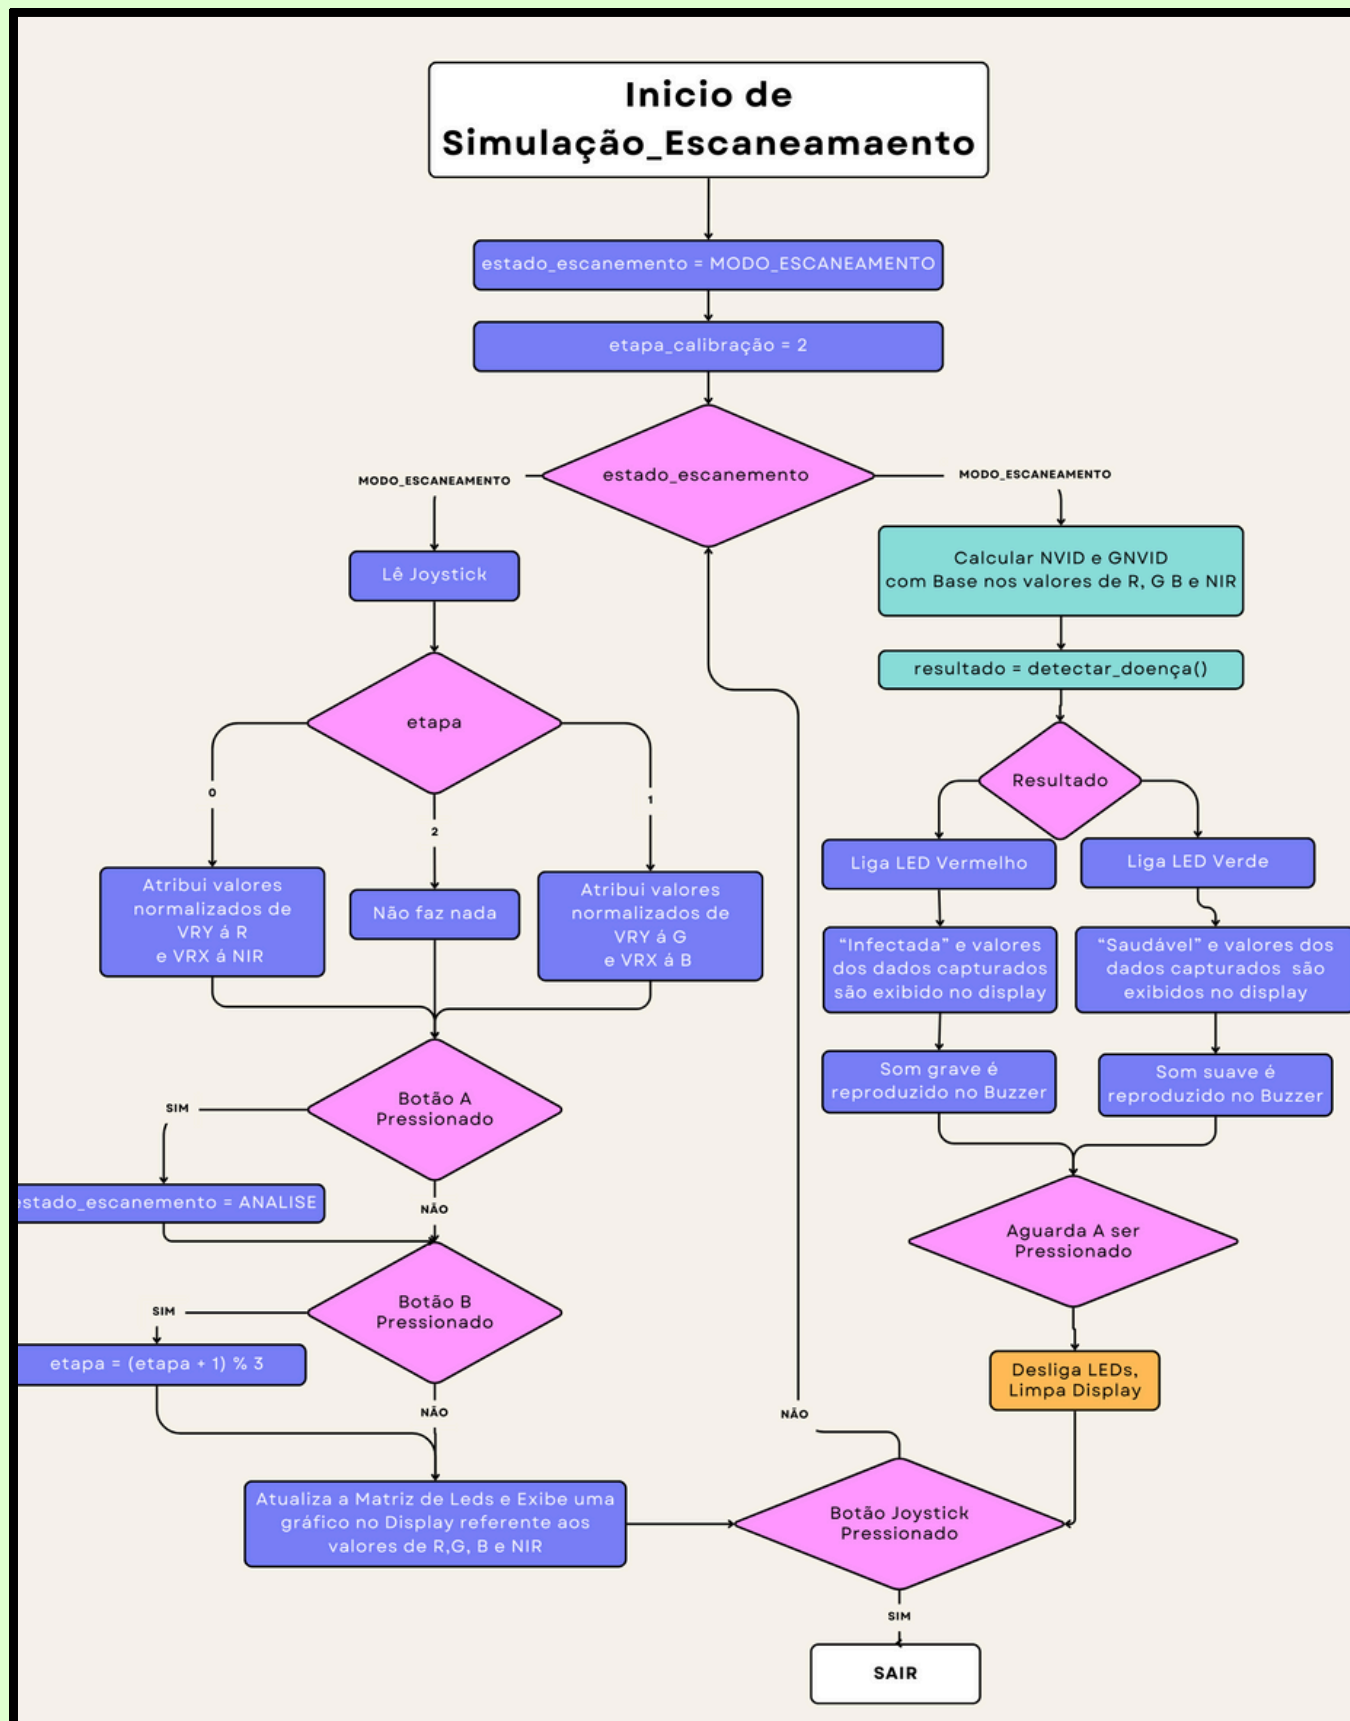 Inicio de
Simulação_Escaneamaento
estado_escanemento = MODO_ESCANEAMENTO
etapa_calibração = 2
estado_escanemento
MODO_ESCANEAMENTO
MODO_ESCANEAMENTO
Lê Joystick
Calcular NVID e GNVID
com Base nos valores de R, G B e NIR
resultado = detectar_doença()
etapa
Resultado
0
2
1
Atribui valores
normalizados de
VRY á R
e VRX á NIR
Não faz nada
Atribui valores
normalizados de
VRY á G
e VRX á B
Liga LED Vermelho
Liga LED Verde
“Infectada” e valores
dos dados capturados
são exibido no display
“Saudável” e valores dos
dados capturados são
exibidos no display
Som grave é
reproduzido no Buzzer
Som suave é
reproduzido no Buzzer
Botão A
Pressionado
SIM
estado_escanemento = ANALISE
NÃO
Aguarda A ser
Pressionado
Botão B
Pressionado
SIM
etapa = (etapa + 1) % 3
NÃO
Desliga LEDs,
Limpa Display
NÃO
Atualiza a Matriz de Leds e Exibe uma
gráfico no Display referente aos
valores de R,G, B e NIR
Botão Joystick
Pressionado
SIM
SAIR